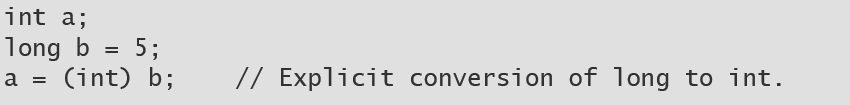 int a;
long b = 5;
a = (int) b;    // Explicit conversion of long to int.